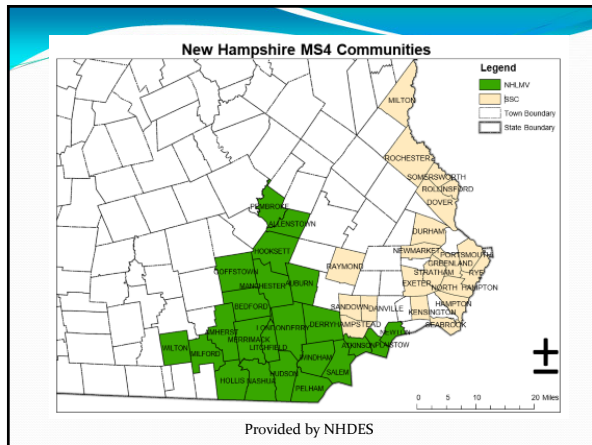 New Hampshire MS4 Communities
Legend
NHLMV
SSC
Town Boundary
State Boundary
MILTON
ROCHESTER
SOMERSWORTH
ROLLINSFORD
DOVER
PEMBROKE
ALLENSTOWN
DURHAM
HOOKSETT
NEWMARKET
PORTSMOUTH
GREENLAND
RAYMOND
STRATHAM
RYE
GOFFSTOWN
AUBURN
MANCHESTER
EXETER
NORTH HAMPTON
BEDFORD
SANDOWN
DANVILLE
HAMPTON
KENSINGTON
SEABROOK
AMHERST
LONDONDERRY
DERRY
HAMPSTEAD
NEWTON
WILTON
MERRIMACK
LITCHFIELD
ATKINSON
PLAISTOW
MILFORD
WINDHAM
SALEM
HOLLIS
NASHUA
HUDSON
PELHAM
0 5 10 20 Miles
Provided by NHDES